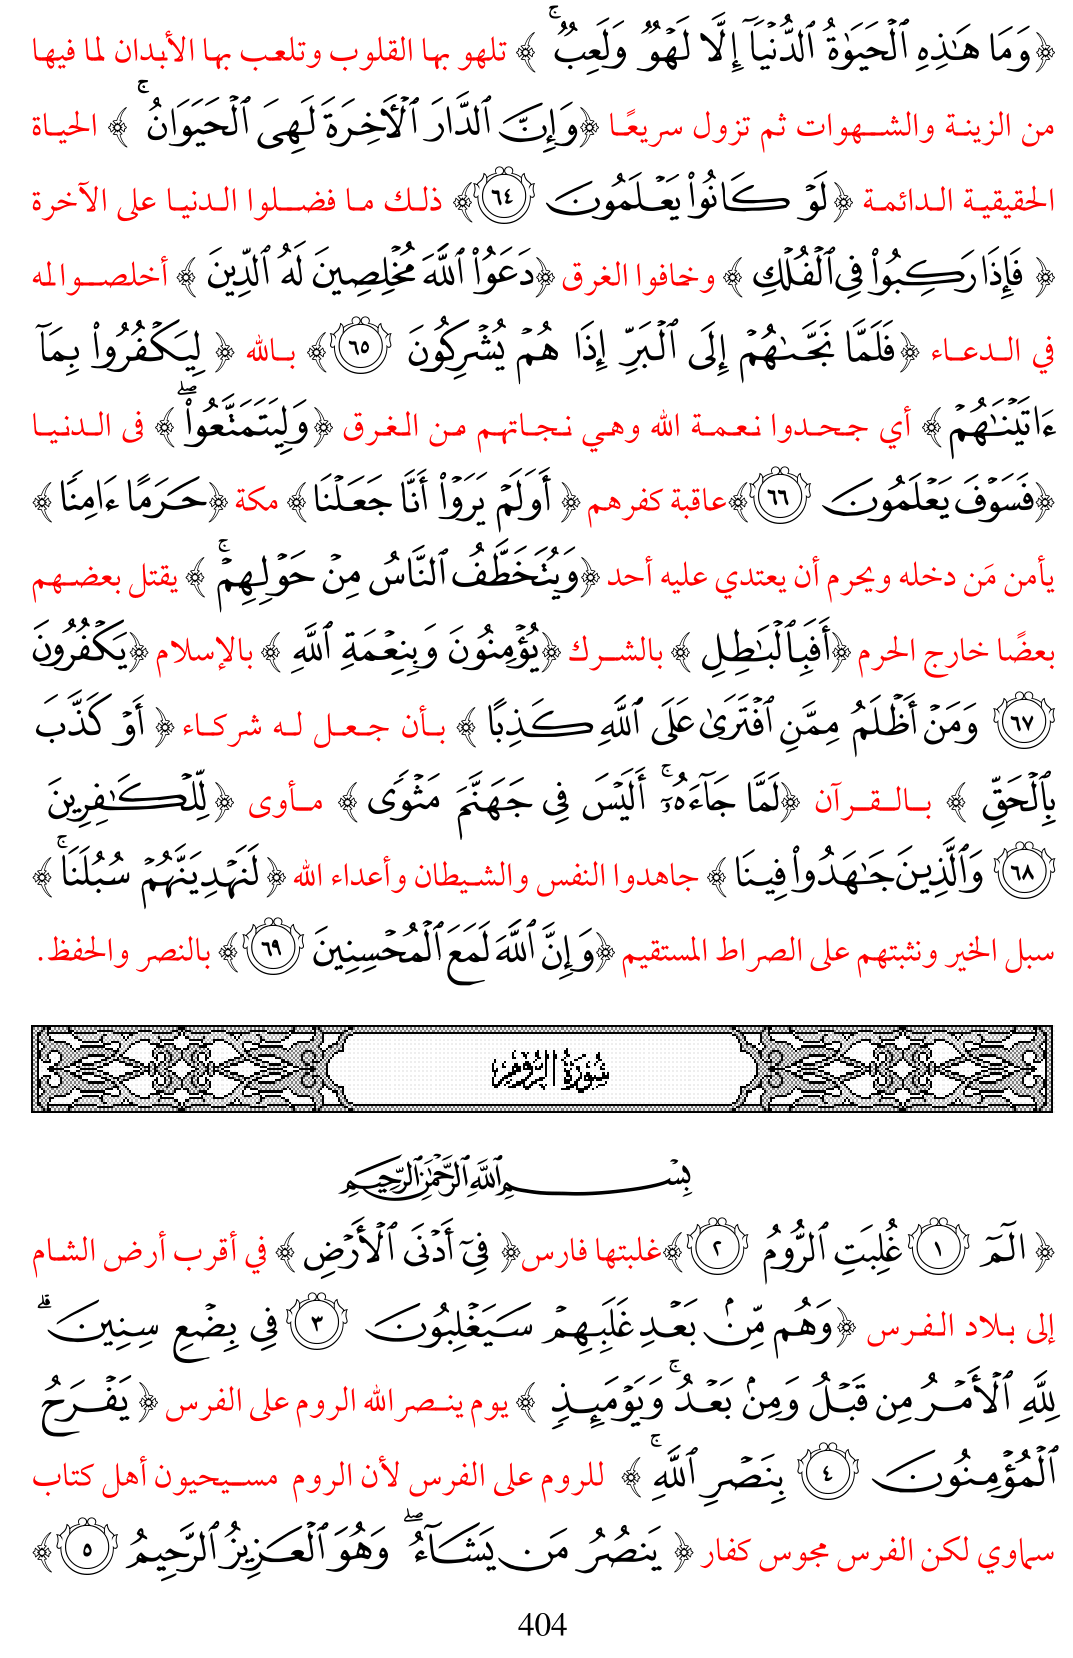 ﴿وَمَا هَٰذِهِ ٱلْحَيَوٰةُ ٱلدُّنْيَآ إِلَّا لَهْوٌ وَلَعِبٌ ۚ ﴾ تلهو بها القلوب وتلعب بها الأبدان لما فيها
من الزينة والشهوات ثم تزول سريعًا ﴿وَإِنَّ ٱلدَّارَ ٱلْأَخِرَةَ لَهِىَ ٱلْحَيَوَانُ ۚ ﴾ الحياة
الحقيقية الدائمة ﴿لَوْ كَانُوا۟ يَعْلَمُونَ ٦٤﴾ ذلك ما فضلوا الدنيا على الآخرة
﴿ فَإِذَا رَكِبُوا۟ فِى ٱلْفُلْكِ ﴾ وخافوا الغرق ﴿دَعَوُا۟ ٱللَّهَ مُخْلِصِينَ لَهُ ٱلدِّينَ ﴾ أخلصوا لله
في الدعاء ﴿فَلَمَّا نَجَّىٰهُمْ إِلَى ٱلْبَرِّ إِذَا هُمْ يُشْرِكُونَ ٦٥﴾ بالله ﴿ لِيَكْفُرُوا۟ بِمَآ
ءَاتَيْنَٰهُمْ ﴾ أي جحدوا نعمة الله وهي نجاتهم من الغرق ﴿وَلِيَتَمَتَّعُوا۟ ۖ ﴾ فى الدنيا
﴿فَسَوْفَ يَعْلَمُونَ ٦٦﴾عاقبة كفرهم ﴿ أَوَلَمْ يَرَوْا۟ أَنَّا جَعَلْنَا﴾ مكة ﴿حَرَمًا ءَامِنًا ﴾
يأمن مَن دخله ويحرم أن يعتدي عليه أحد ﴿وَيُتَخَطَّفُ ٱلنَّاسُ مِنْ حَوْلِهِمْ ۚ ﴾ يقتل بعضهم
بعضًا خارج الحرم ﴿أَفَبِٱلْبَٰطِلِ ﴾ بالشرك ﴿يُؤْمِنُونَ وَبِنِعْمَةِ ٱللَّهِ ﴾ بالإسلام ﴿يَكْفُرُونَ
٦٧ وَمَنْ أَظْلَمُ مِمَّنِ ٱفْتَرَىٰ عَلَى ٱللَّهِ كَذِبًا ﴾ بأن جعل له شركاء ﴿ أَوْ كَذَّبَ
بِٱلْحَقِّ ﴾ بالقرآن ﴿لَمَّا جَآءَهُۥٓ ۚ أَلَيْسَ فِى جَهَنَّمَ مَثْوًى ﴾ مأوى ﴿لِّلْكَٰفِرِينَ
٦٨ وَٱلَّذِينَ جَٰهَدُوا۟ فِينَا ﴾ جاهدوا النفس والشيطان وأعداء الله ﴿ لَنَهْدِيَنَّهُمْ سُبُلَنَا ۚ ﴾
سبل الخير ونثبتهم على الصراط المستقيم ﴿وَإِنَّ ٱللَّهَ لَمَعَ ٱلْمُحْسِنِينَ ٦٩﴾ بالنصر والحفظ.
سُورَةُ الرُّومِ
بِسْمِ ٱللَّهِ ٱلرَّحْمَٰنِ ٱلرَّحِيمِ
﴿ الٓمٓ ١ غُلِبَتِ ٱلرُّومُ ٢﴾غلبتها فارس﴿ فِىٓ أَدْنَى ٱلْأَرْضِ ﴾ في أقرب أرض الشام
إلى بلاد الفرس ﴿وَهُم مِّنۢ بَعْدِ غَلَبِهِمْ سَيَغْلِبُونَ ٣ فِى بِضْعِ سِنِينَ ۗ
لِلَّهِ ٱلْأَمْرُ مِن قَبْلُ وَمِنۢ بَعْدُ ۚ وَيَوْمَئِذٍ ﴾ يوم ينصر الله الروم على الفرس ﴿ يَفْرَحُ
ٱلْمُؤْمِنُونَ ٤ بِنَصْرِ ٱللَّهِ ۚ ﴾ للروم على الفرس لأن الروم مسيحيون أهل كتاب
سماوي لكن الفرس مجوس كفار ﴿ يَنصُرُ مَن يَشَآءُ ۖ وَهُوَ ٱلْعَزِيزُ ٱلرَّحِيمُ ٥﴾
404